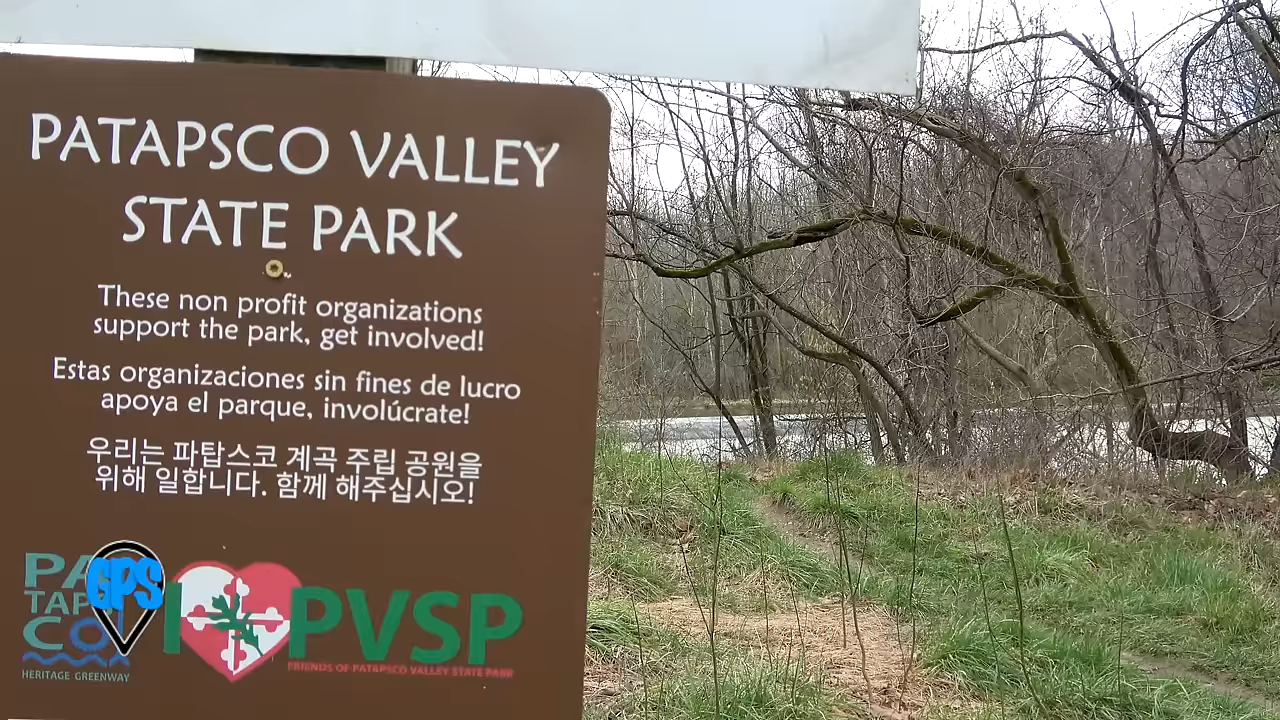 PATAPSCO VALLEY
STATE PARK
These non profit organizations
support the park, get involved!
Estas organizaciones sin fines de lucro
apoya el parque, involúcrate!
우리는 파탑스코 계곡 주립 공원을
위해 일합니다. 함께 해주십시오!
GPS
HERITAGE GREENWAY
I PVSP
FRIENDS OF PATAPSCO VALLEY STATE PARK